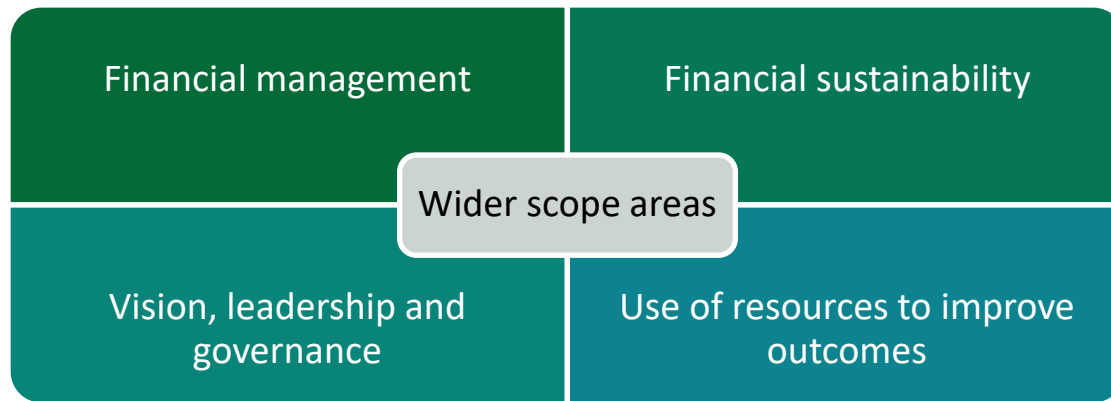 Financial management
Financial sustainability
Wider scope areas
Vision, leadership and
governance
Use of resources to improve
outcomes